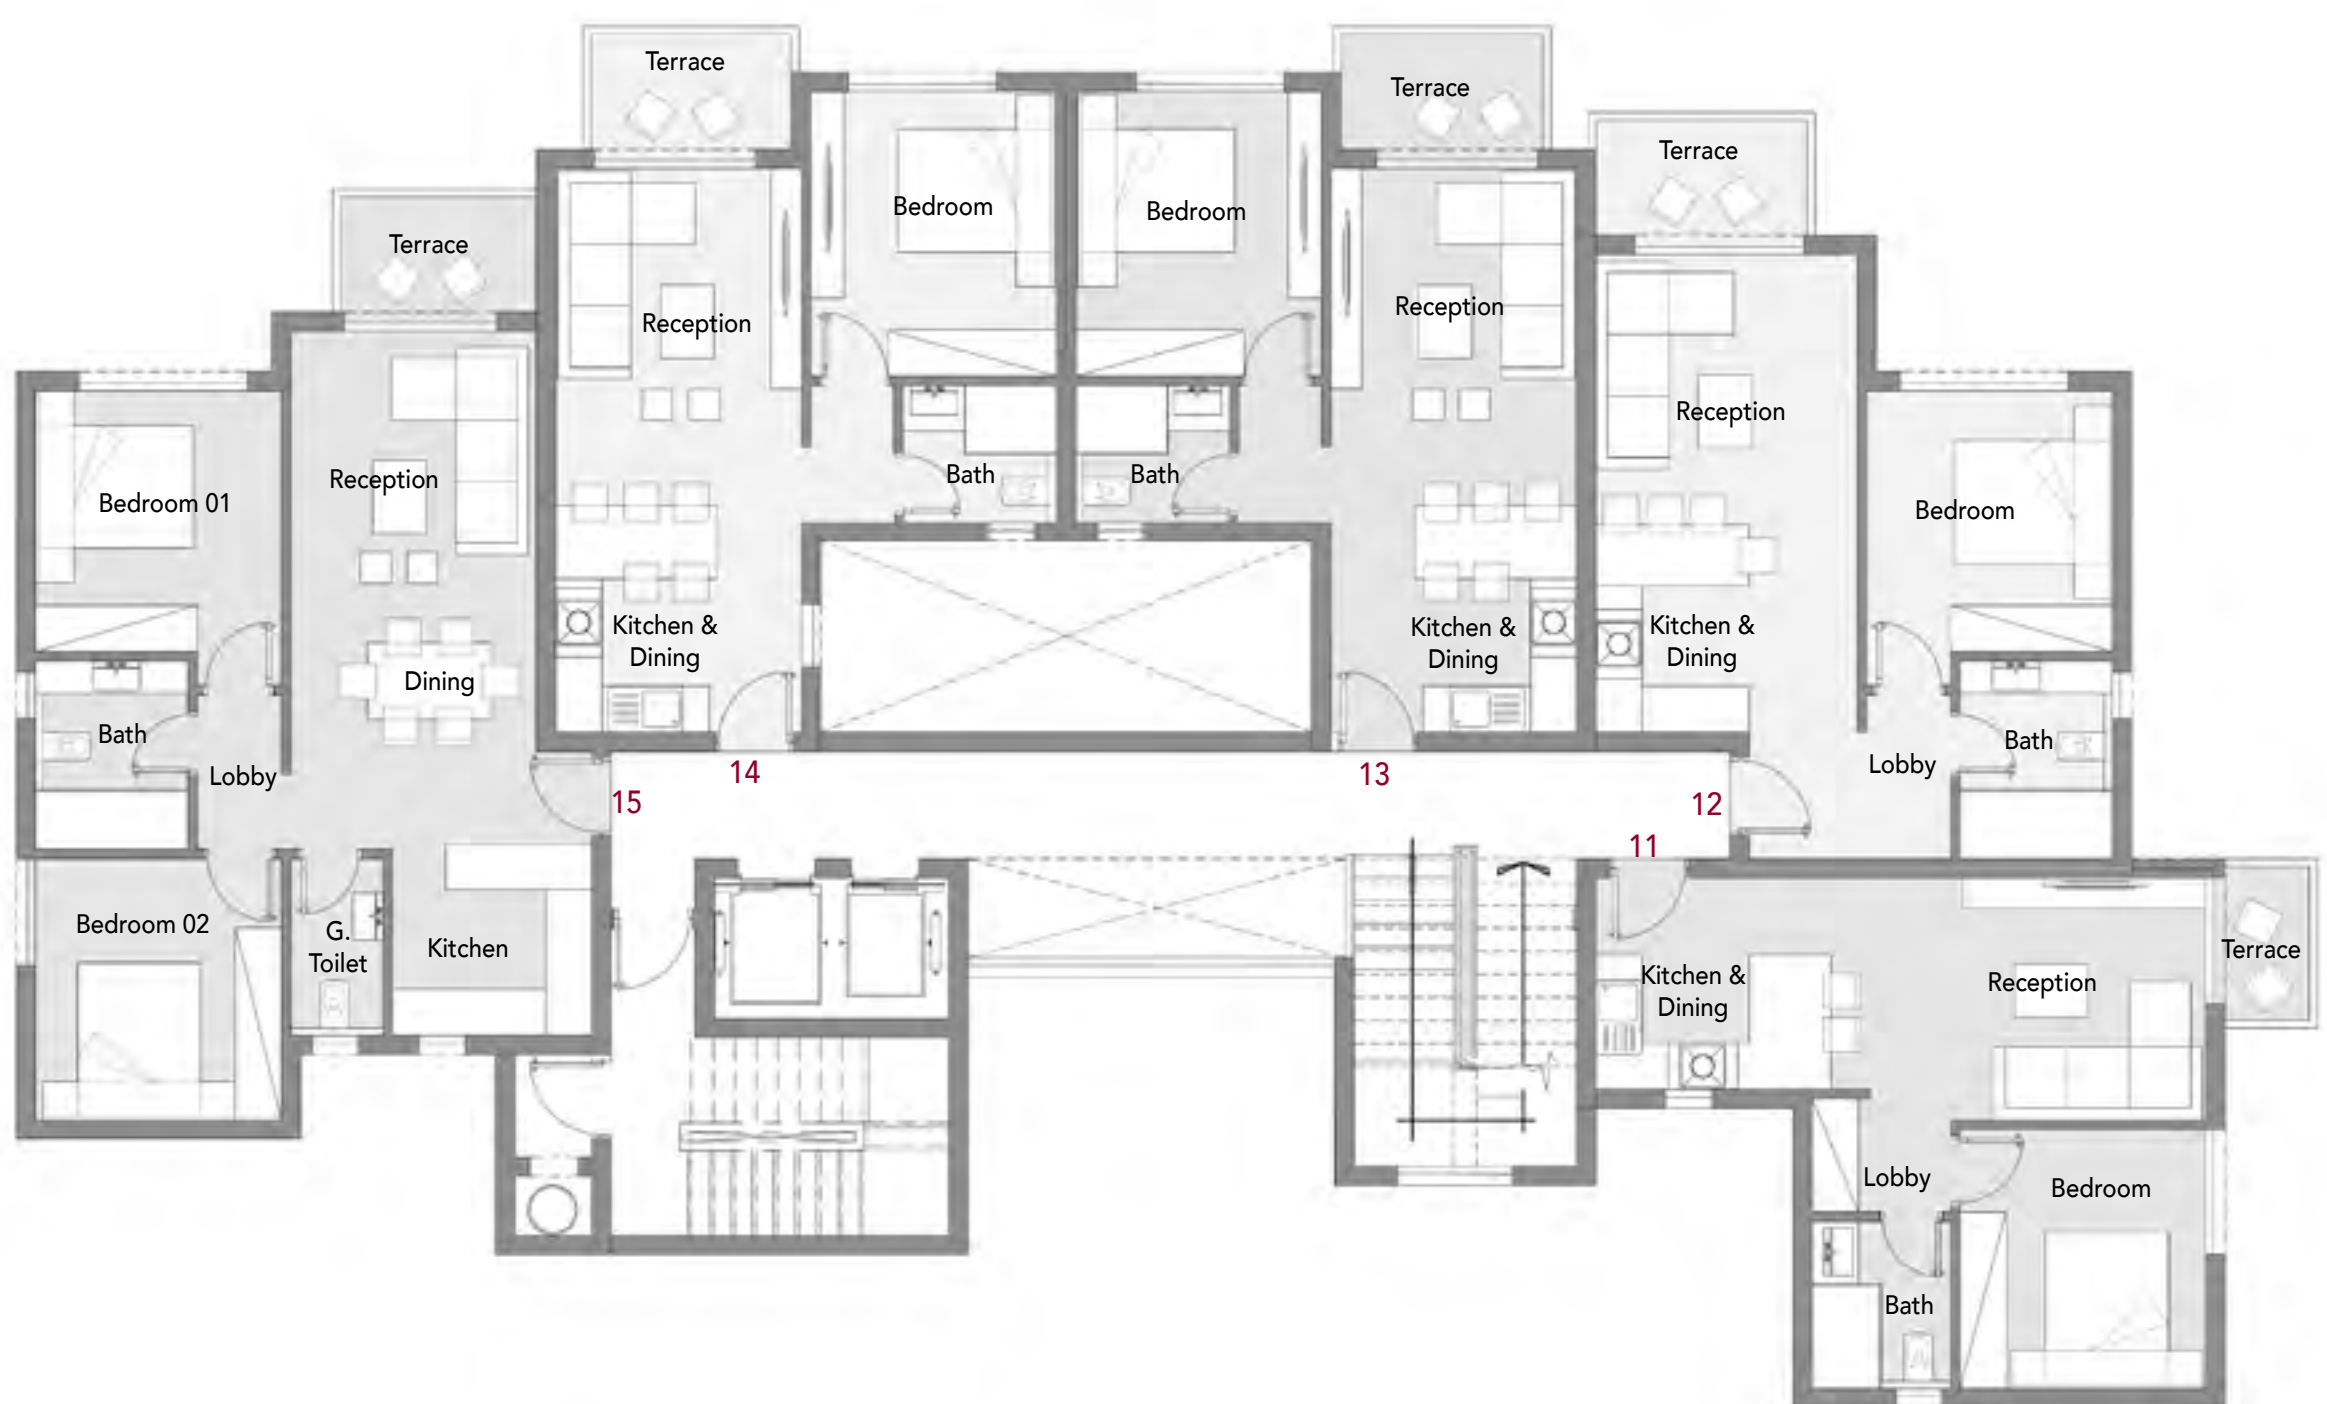 Terrace
Terrace
Terrace
Terrace
Bedroom
Bedroom
Reception
Reception
Reception
Reception
Bedroom 01
Bedroom
Bath
Bath
Kitchen &
Dining
Kitchen &
Dining
Kitchen &
Dining
Dining
Bath
Lobby
Bath
Lobby
14
13
15
12
11
Bedroom 02
G.
Toilet
Kitchen
Kitchen &
Dining
Reception
Terrace
Lobby
Bedroom
Bath